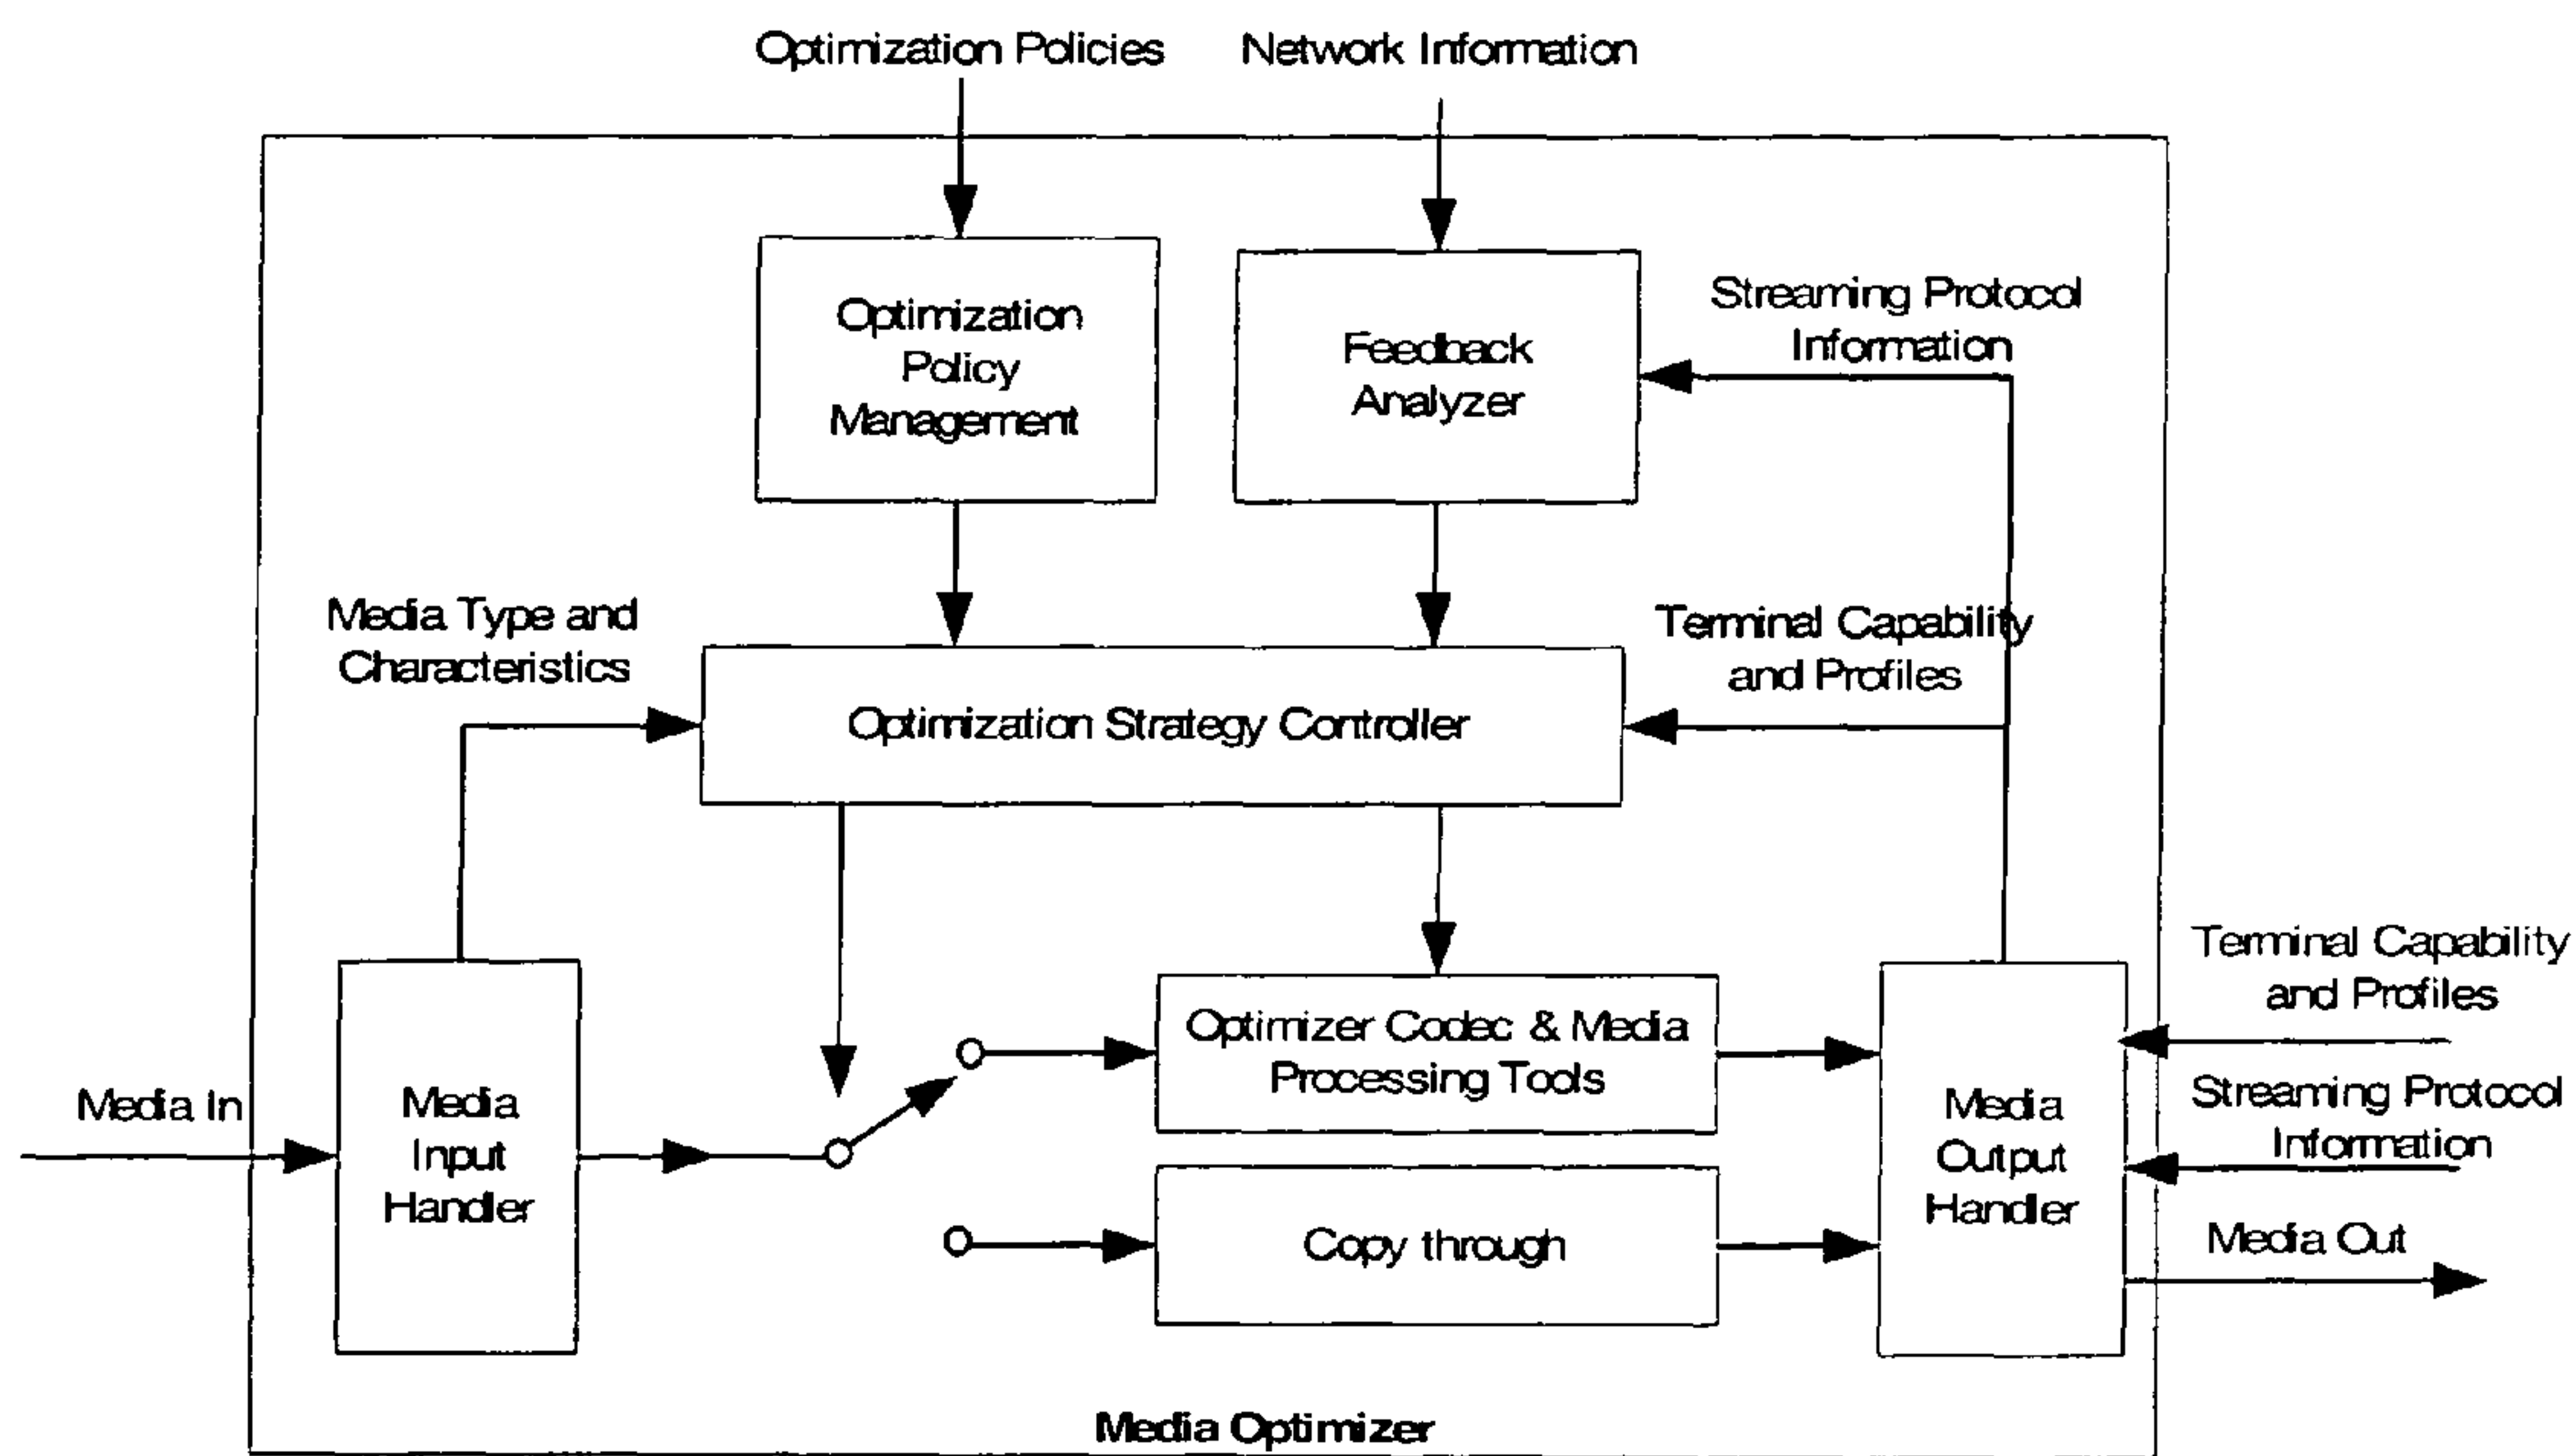 Optimization Policies
Network Information
Optimization
Policy
Management
Feedback
Analyzer
Streaming Protocol
Information
Media Type and
Characteristics
Terminal Capability
and Profiles
Optimization Strategy Controller
Terminal Capability
and Profiles
Optimizer Codec & Media
Processing Tools
Media In
Media
Input
Handler
Media
Output
Handler
Streaming Protocol
Information
Copy through
Media Out
Media Optimizer